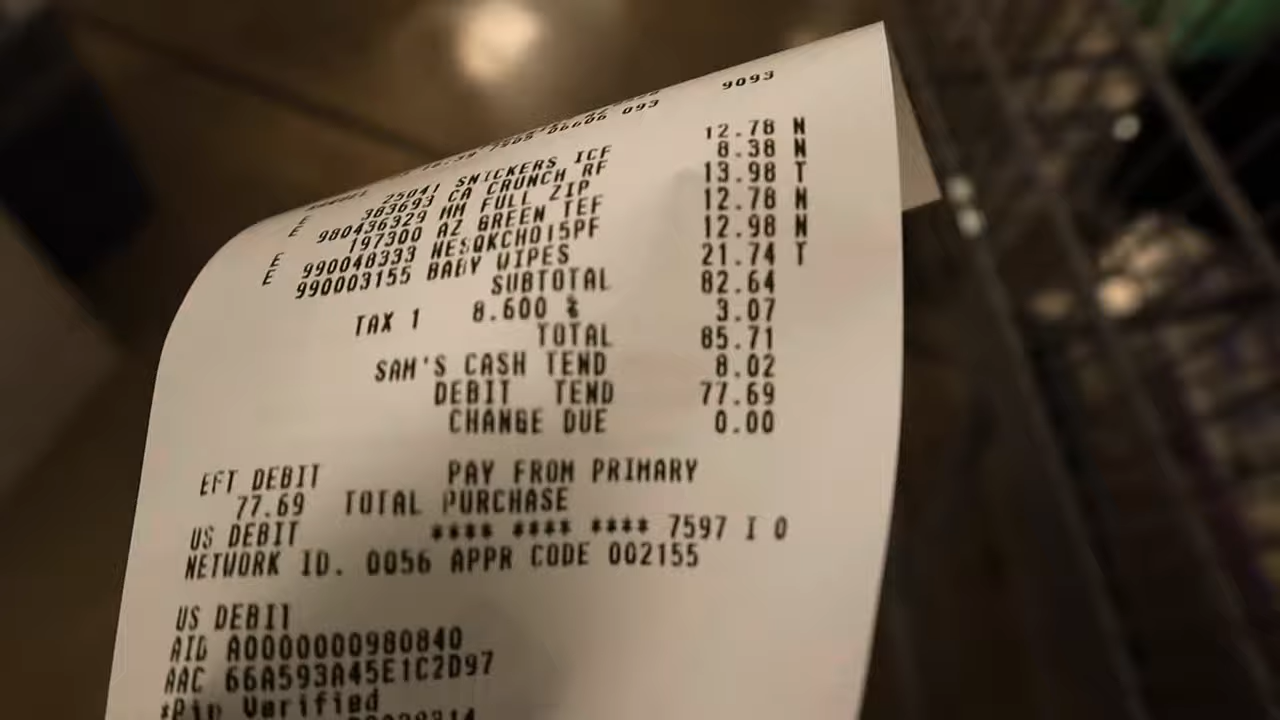 9093
093
E 25041 SNICKERS ICF 12.78 N
E 383693 CA CRUNCH RF 8.38 N
980436329 MM FULL ZIP 13.98 T
E 197300 AZ GREEN TEF 12.78 N
E 990048333 NESQKCHO15PF 12.98 N
990003155 BABY WIPES 21.74 T
SUBTOTAL 82.64
TAX 1 8.600 % 3.07
TOTAL 85.71
SAM'S CASH TEND 8.02
DEBIT TEND 77.69
CHANGE DUE 0.00
EFT DEBIT PAY FROM PRIMARY
77.69 TOTAL PURCHASE
US DEBIT **** **** **** 7597 I 0
NETWORK ID. 0056 APPR CODE 002155
US DEBIT
AID A0000000980840
AAC 66A593A45E1C2D97
*Pin Verified